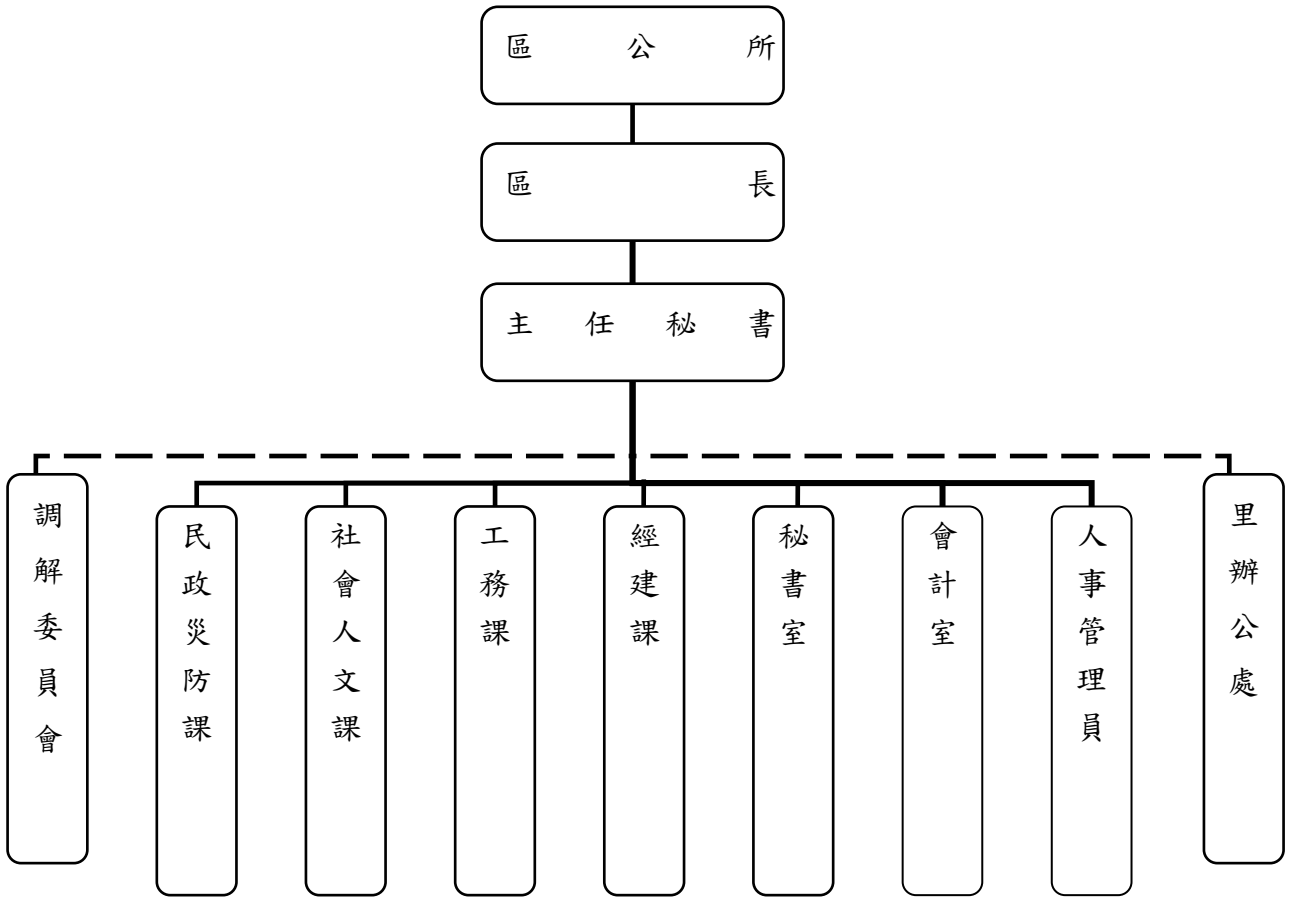 區公所
區長
主任秘書
調解委員會
民政災防課
社會人文課
工務課
經建課
秘書室
會計室
人事管理員
里辦公處